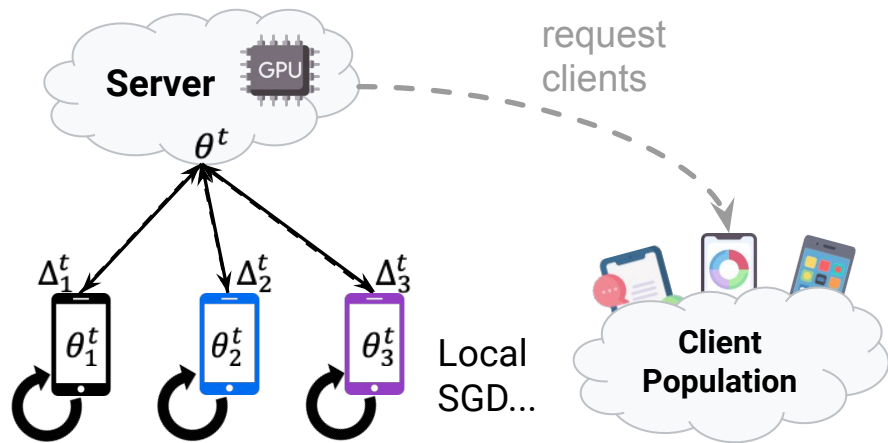 request
clients
Server
GPU
θ^t
Δ_1^t
Δ_2^t
Δ_3^t
θ_1^t
θ_2^t
θ_3^t
Local
SGD...
Client
Population